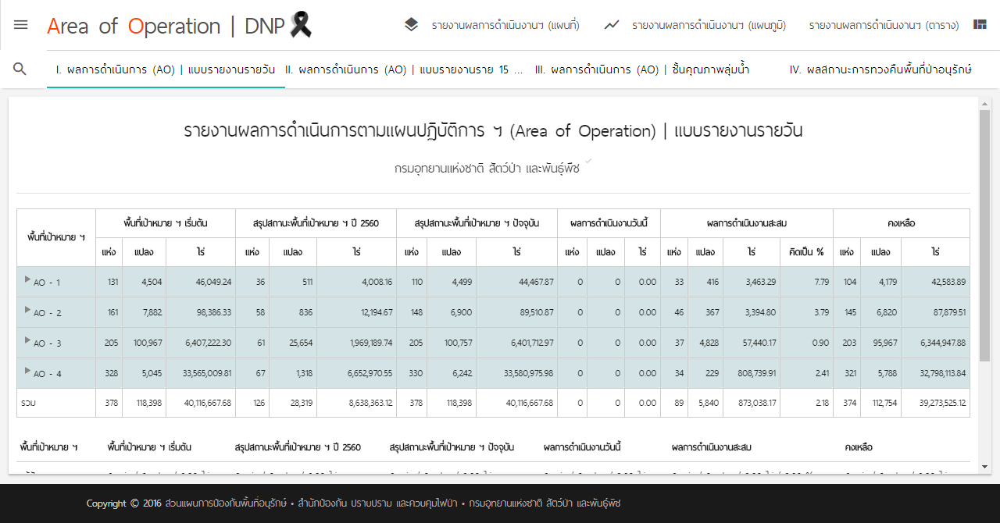 Area of Operation | DNP รายงานผลการดำเนินงานฯ (แผนที่) รายงานผลการดำเนินงานฯ (แผนภูมิ) รายงานผลการดำเนินงานฯ (ตาราง)
I. ผลการดำเนินการ (AO) | แบบรายงานรายวัน II. ผลการดำเนินการ (AO) | แบบรายงานราย 15 ... III. ผลการดำเนินการ (AO) | ชั้นคุณภาพลุ่มน้ำ IV. ผลสถานะการทวงคืนพื้นที่ป่าอนุรักษ์
รายงานผลการดำเนินการตามแผนปฏิบัติการ ฯ (Area of Operation) | แบบรายงานรายวัน
กรมอุทยานแห่งชาติ สัตว์ป่า และพันธุ์พืช
พื้นที่เป้าหมาย ฯ พื้นที่เป้าหมาย ฯ เริ่มต้น สรุปสถานะพื้นที่เป้าหมาย ฯ ปี 2560 สรุปสถานะพื้นที่เป้าหมาย ฯ ปัจจุบัน ผลการดำเนินงานวันนี้ ผลการดำเนินงานสะสม คงเหลือ
แห่ง แปลง ไร่ แห่ง แปลง ไร่ แห่ง แปลง ไร่ แห่ง แปลง ไร่ แห่ง แปลง ไร่ คิดเป็น % แห่ง แปลง ไร่
AO - 1 131 4,504 46,049.24 36 511 4,008.16 110 4,499 44,467.87 0 0 0.00 33 416 3,463.29 7.79 104 4,179 42,583.89
AO - 2 161 7,882 98,386.33 58 836 12,194.67 148 6,900 89,510.87 0 0 0.00 46 367 3,394.80 3.79 145 6,820 87,879.51
AO - 3 205 100,967 6,407,222.30 61 25,654 1,969,189.74 205 100,757 6,401,712.97 0 0 0.00 37 4,828 57,440.17 0.90 203 95,967 6,344,947.88
AO - 4 328 5,045 33,565,009.81 67 1,318 6,652,970.55 330 6,242 33,580,975.98 0 0 0.00 34 229 808,739.91 2.41 321 5,788 32,798,113.84
รวม 378 118,398 40,116,667.68 126 28,319 8,638,363.12 378 118,398 40,116,667.68 0 0 0.00 89 5,840 873,038.17 2.18 374 112,754 39,273,525.12
พื้นที่เป้าหมาย ฯ พื้นที่เป้าหมาย ฯ เริ่มต้น สรุปสถานะพื้นที่เป้าหมาย ฯ ปี 2560 สรุปสถานะพื้นที่เป้าหมาย ฯ ปัจจุบัน ผลการดำเนินงานวันนี้ ผลการดำเนินงานสะสม คงเหลือ
Copyright © 2016 ส่วนแผนการป้องกันพื้นที่อนุรักษ์ • สำนักป้องกัน ปราบปราม และควบคุมไฟป่า • กรมอุทยานแห่งชาติ สัตว์ป่า และพันธุ์พืช